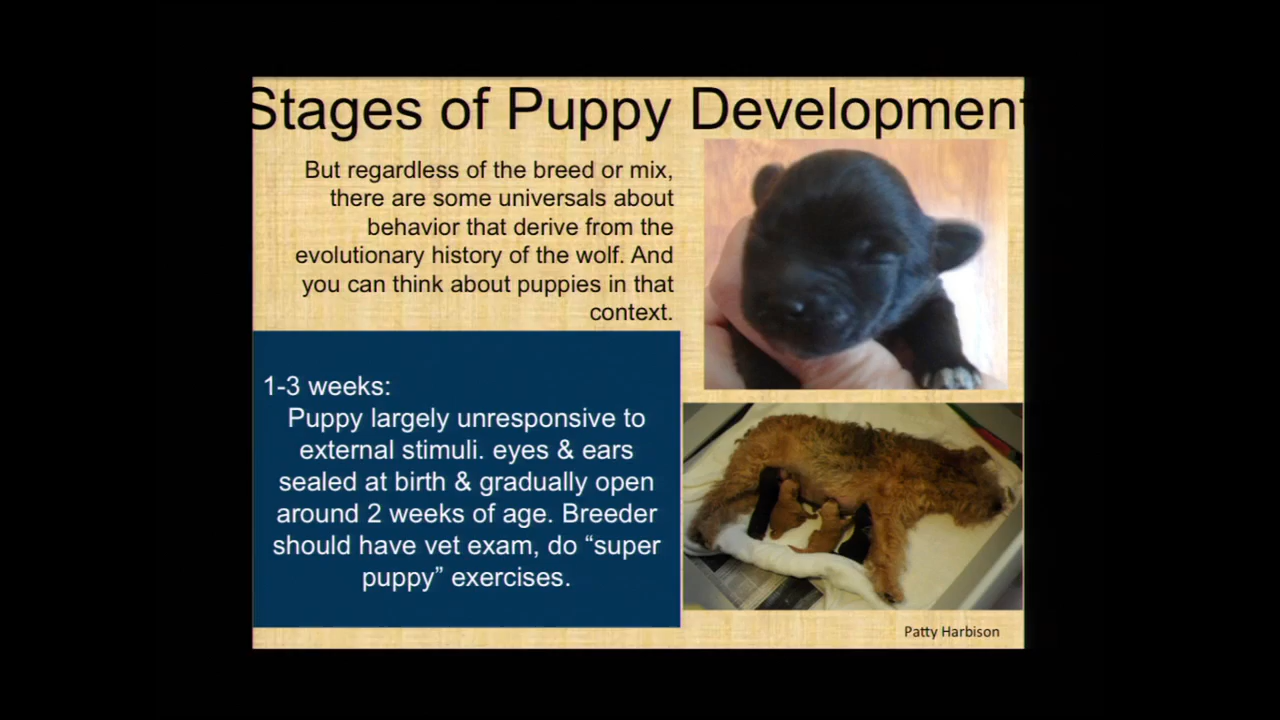 Stages of Puppy Development
But regardless of the breed or mix,
there are some universals about
behavior that derive from the
evolutionary history of the wolf. And
you can think about puppies in that
context.
1-3 weeks:
Puppy largely unresponsive to
external stimuli. eyes & ears
sealed at birth & gradually open
around 2 weeks of age. Breeder
should have vet exam, do “super
puppy” exercises.
Patty Harbison